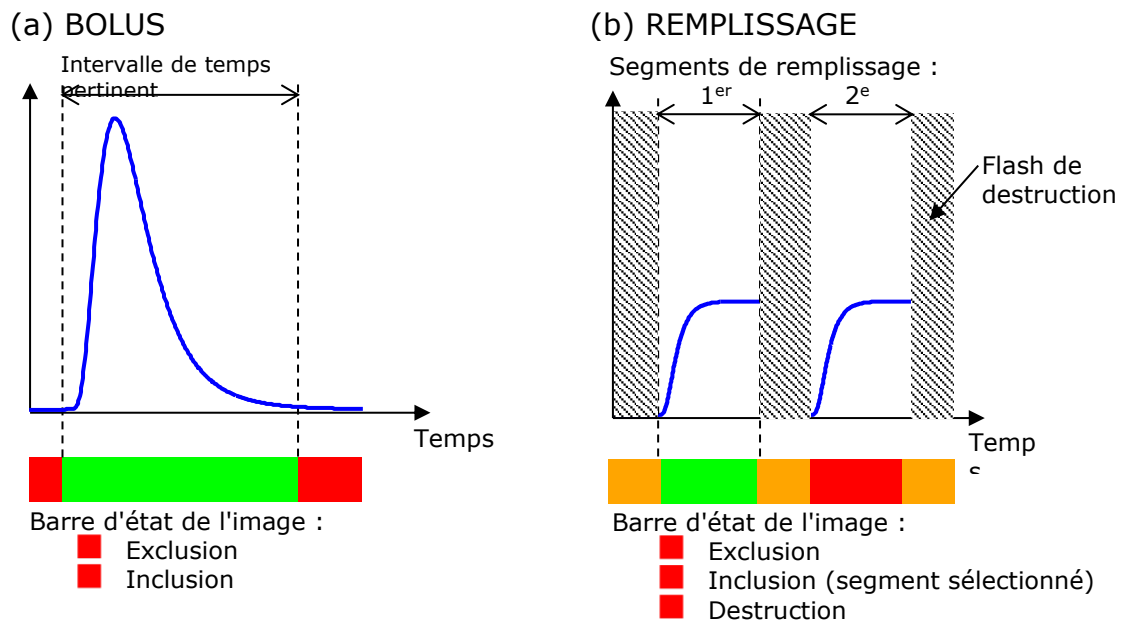 (a) BOLUS
Intervalle de temps
pertinent
Temps
Barre d'état de l'image :
Exclusion
Inclusion
(b) REMPLISSAGE
Segments de remplissage :
1er
2e
Flash de
destruction
Temp
s
Barre d'état de l'image :
Exclusion
Inclusion (segment sélectionné)
Destruction